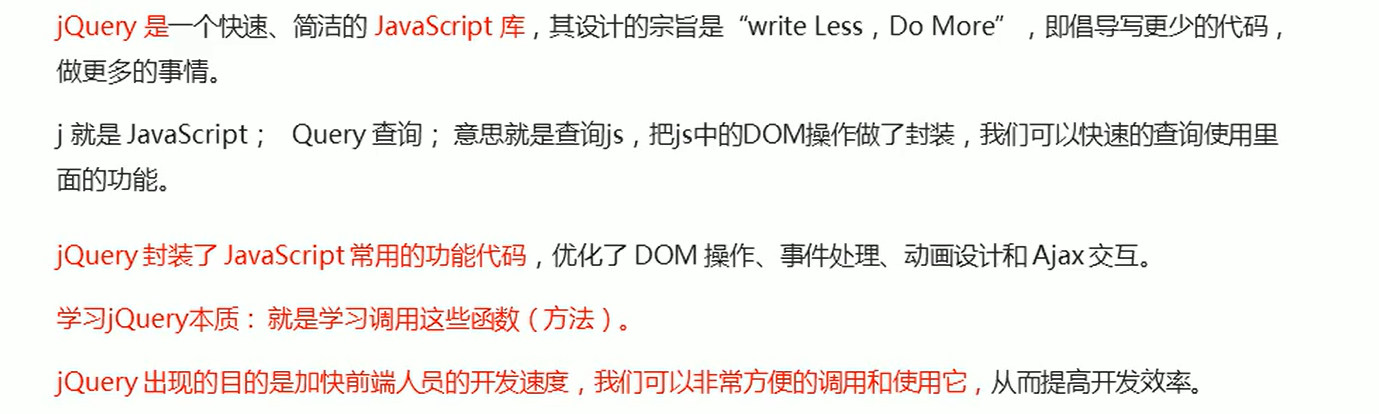 jQuery 是一个快速、简洁的 JavaScript 库，其设计的宗旨是“write Less，Do More”，即倡导写更少的代码，
做更多的事情。
j 就是 JavaScript； Query 查询； 意思就是查询js，把js中的DOM操作做了封装，我们可以快速的查询使用里
面的功能。
jQuery 封装了 JavaScript 常用的功能代码，优化了 DOM 操作、事件处理、动画设计和 Ajax 交互。
学习jQuery本质： 就是学习调用这些函数（方法）。
jQuery 出现的目的是加快前端人员的开发速度，我们可以非常方便的调用和使用它，从而提高开发效率。